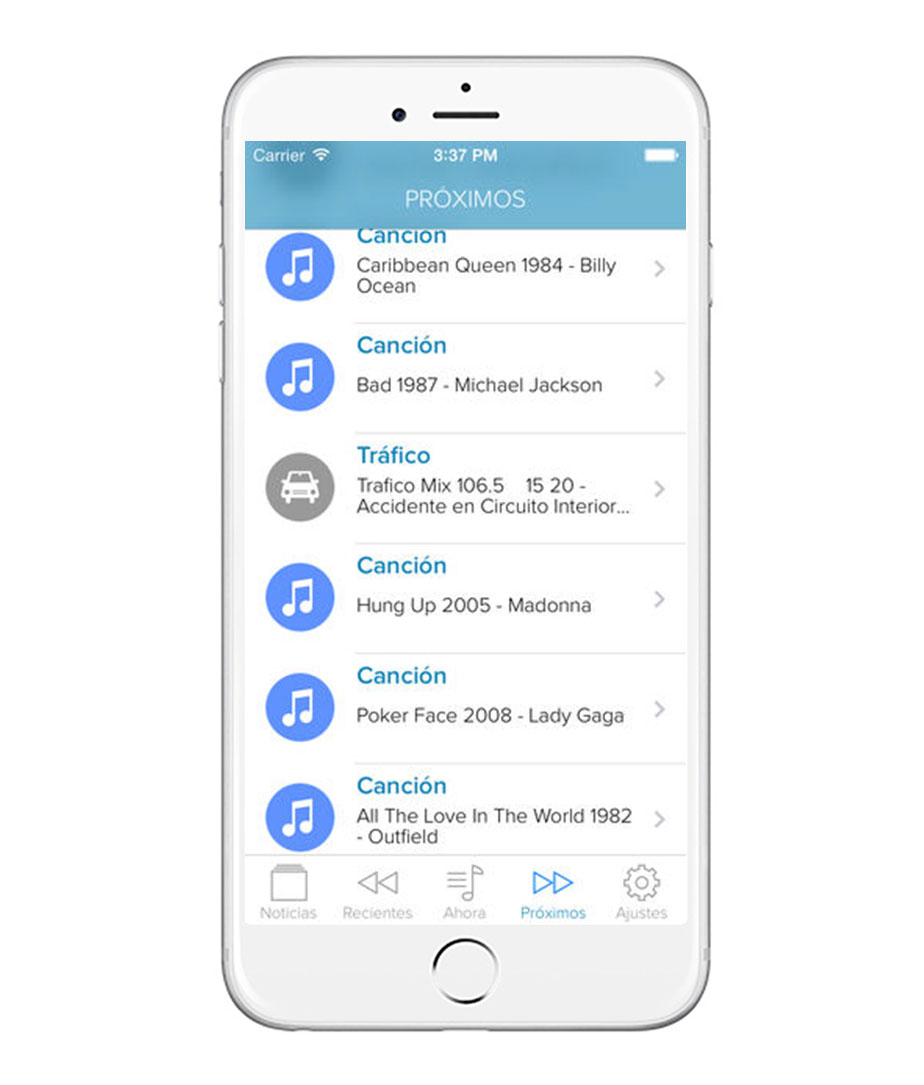 Carrier 3:37 PM
PRÓXIMOS
Canción
Caribbean Queen 1984 - Billy
Ocean
Canción
Bad 1987 - Michael Jackson
Tráfico
Trafico Mix 106.5 15 20 -
Accidente en Circuito Interior...
Canción
Hung Up 2005 - Madonna
Canción
Poker Face 2008 - Lady Gaga
Canción
All The Love In The World 1982
- Outfield
Noticias Recientes Ahora Próximos Ajustes